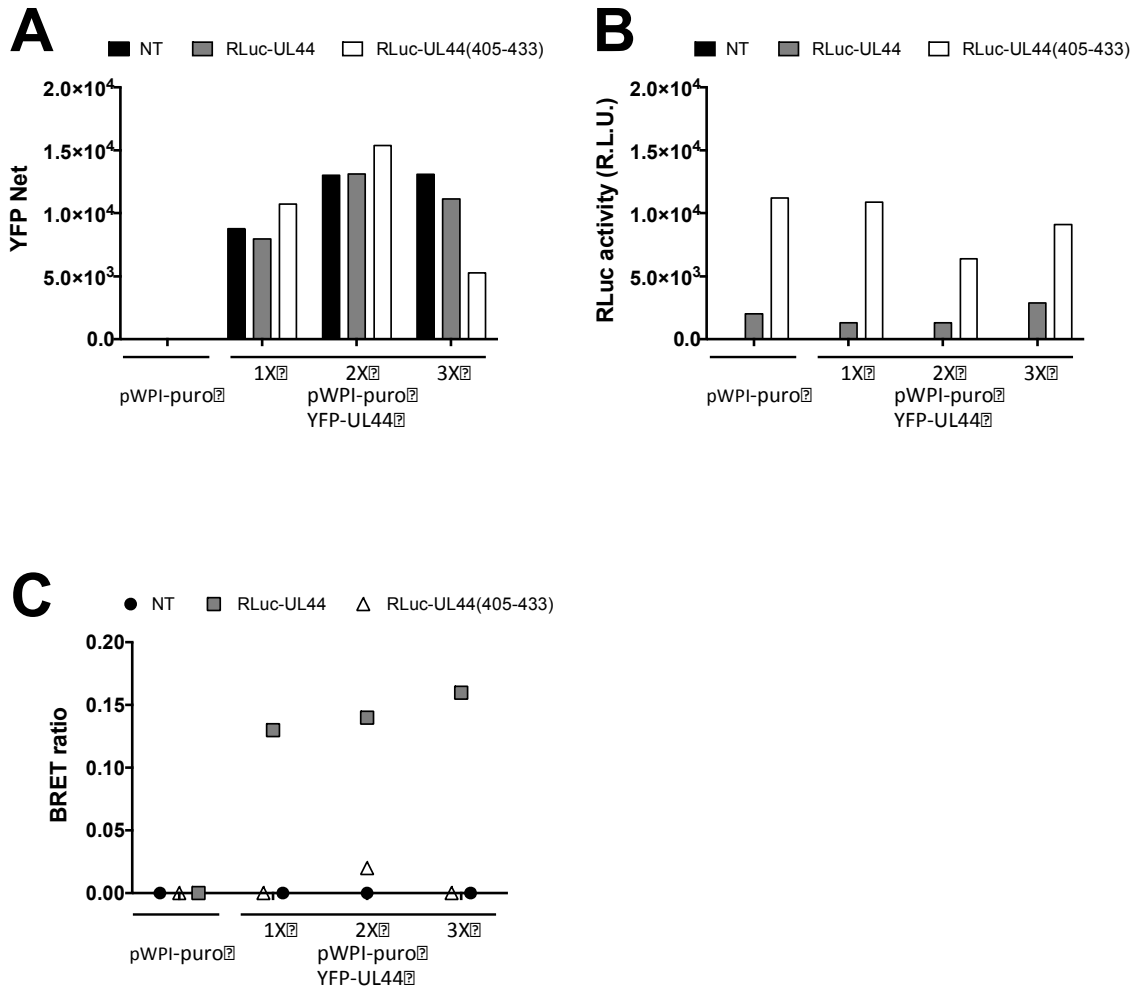 A
NT RLuc-UL44 RLuc-UL44(405-433)
YFP Net
2.0×10⁴
1.5×10⁴
1.0×10⁴
5.0×10³
0.0
1X⍰ 2X⍰ 3X⍰
pWPI-puro⍰ pWPI-puro⍰
YFP-UL44⍰
B
NT RLuc-UL44 RLuc-UL44(405-433)
RLuc activity (R.L.U.)
2.0×10⁴
1.5×10⁴
1.0×10⁴
5.0×10³
0.0
1X⍰ 2X⍰ 3X⍰
pWPI-puro⍰ pWPI-puro⍰
YFP-UL44⍰
C
NT RLuc-UL44 RLuc-UL44(405-433)
BRET ratio
0.20
0.15
0.10
0.05
0.00
1X⍰ 2X⍰ 3X⍰
pWPI-puro⍰ pWPI-puro⍰
YFP-UL44⍰